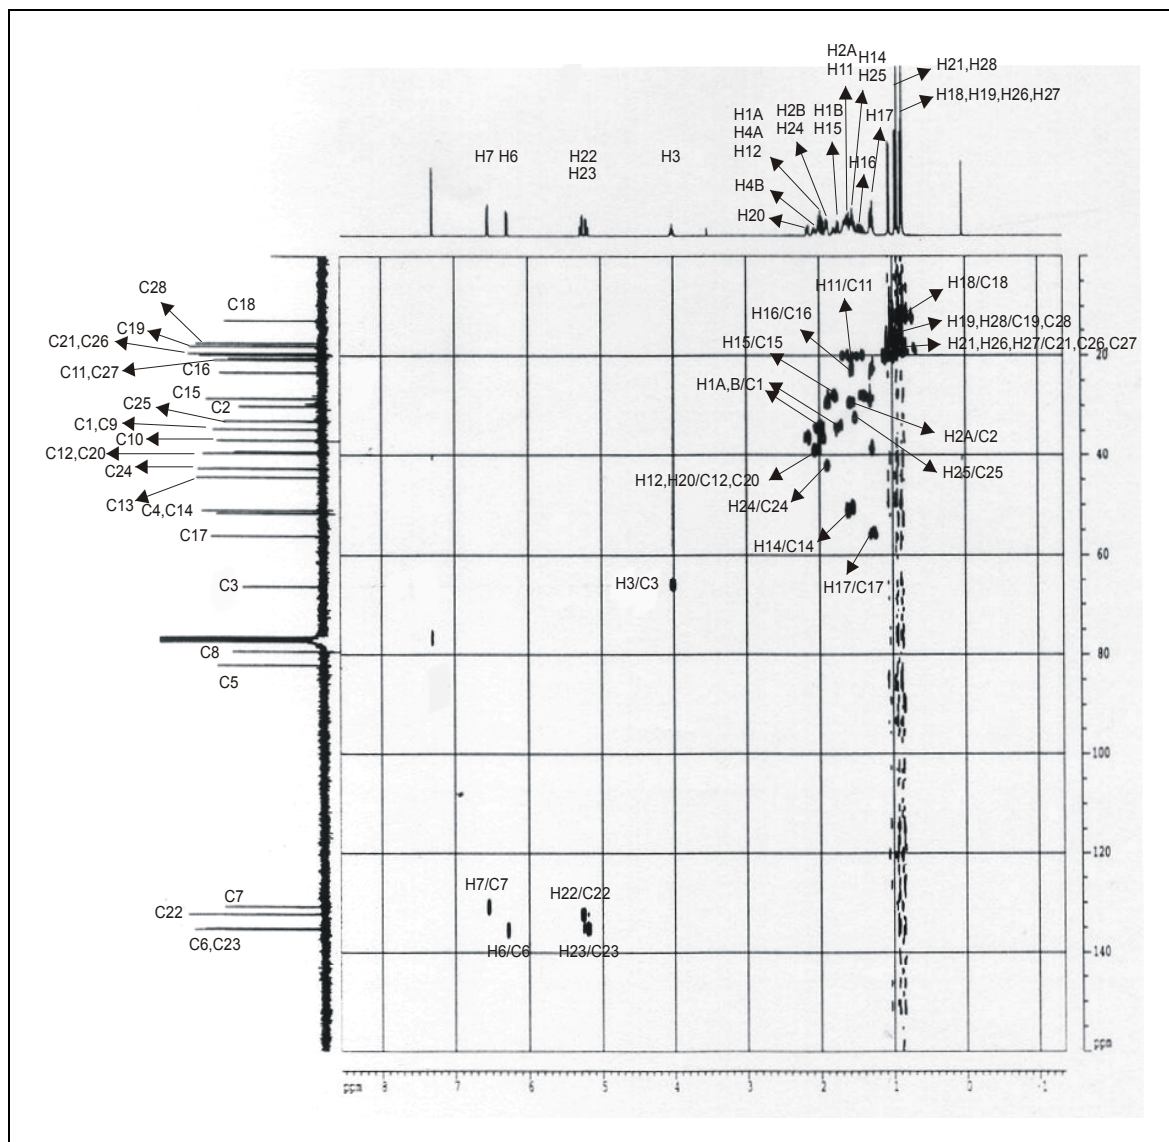 H2A H14
H11 H25
H21,H28
H18,H19,H26,H27
H1A H2B H1B
H4A H24 H15 H17
H12
H16
H7 H6
H22
H23
H3
H4B
H20
C28
C18
C19
C21,C26
C11,C27
C16
C15
C25
C2
C1,C9
C10
C12,C20
C24
C13
C4,C14
C17
C3
C8
C5
C7
C22
C6,C23
H11/C11
H18/C18
H16/C16
H19,H28/C19,C28
H15/C15
H21,H26,H27/C21,C26,C27
H1A,B/C1
H2A/C2
H25/C25
H12,H20/C12,C20
H24/C24
H14/C14
H17/C17
H3/C3
H7/C7
H22/C22
H6/C6
H23/C23
20
40
60
80
100
120
140
ppm
ppm 8 7 6 5 4 3 2 1 0 -1